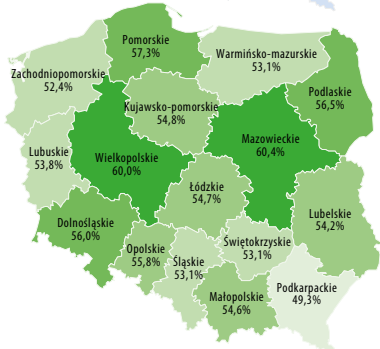 Pomorskie
57,3%
Warmińsko-mazurskie
53,1%
Zachodniopomorskie
52,4%
Podlaskie
56,5%
Kujawsko-pomorskie
54,8%
Mazowieckie
60,4%
Lubuskie
53,8%
Wielkopolskie
60,0%
Łódzkie
54,7%
Lubelskie
54,2%
Dolnośląskie
56,0%
Opolskie
55,8%
Śląskie
53,1%
Świętokrzyskie
53,1%
Małopolskie
54,6%
Podkarpackie
49,3%